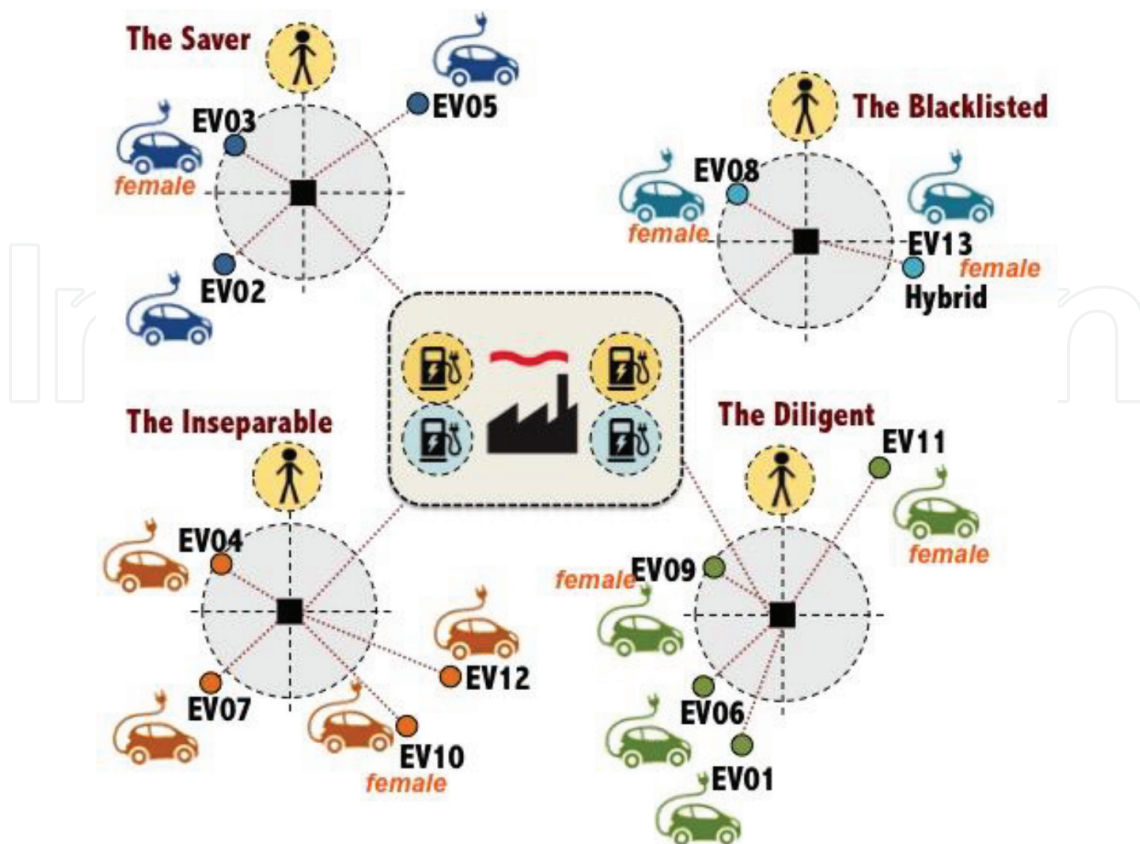 The Saver
EV05
EV03
female
EV02
The Blacklisted
EV08
female
EV13
female
Hybrid
The Inseparable
EV04
EV12
EV07
EV10
female
The Diligent
EV11
female
female
EV09
EV06
EV01